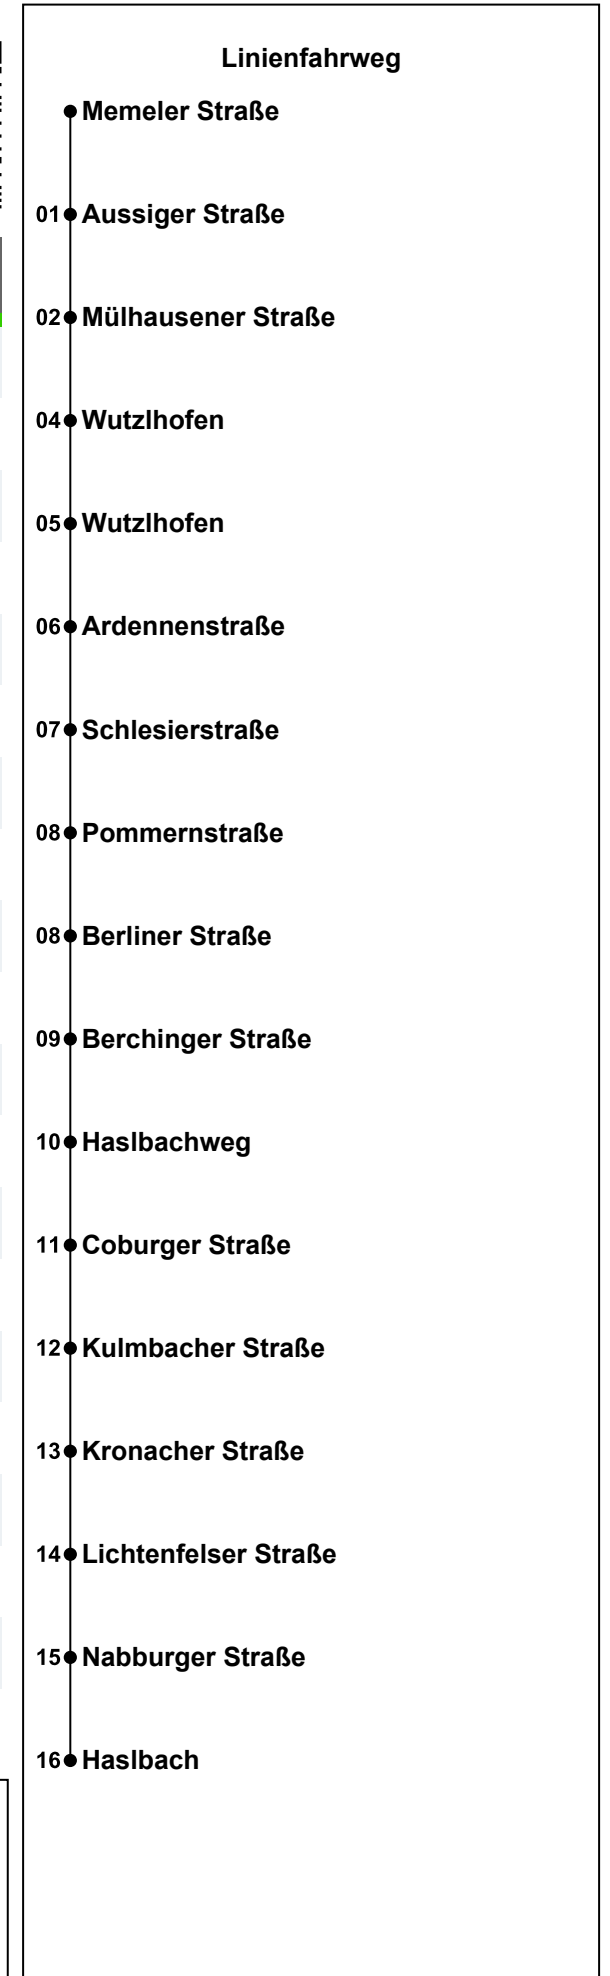 Linienfahrweg
Memeler Straße
01 Aussiger Straße
02 Mülhausener Straße
04 Wutzlhofen
05 Wutzlhofen
06 Ardennenstraße
07 Schlesierstraße
08 Pommernstraße
08 Berliner Straße
09 Berchinger Straße
10 Haslbachweg
11 Coburger Straße
12 Kulmbacher Straße
13 Kronacher Straße
14 Lichtenfelser Straße
15 Nabburger Straße
16 Haslbach